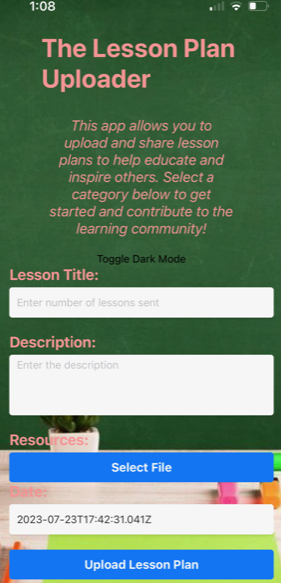 1:08
The Lesson Plan
Uploader
This app allows you to
upload and share lesson
plans to help educate and
inspire others. Select a
category below to get
started and contribute to the
learning community!
Toggle Dark Mode
Lesson Title:
Enter number of lessons sent
Description:
Enter the description
Resources:
Select File
Date:
2023-07-23T17:42:31.041Z
Upload Lesson Plan